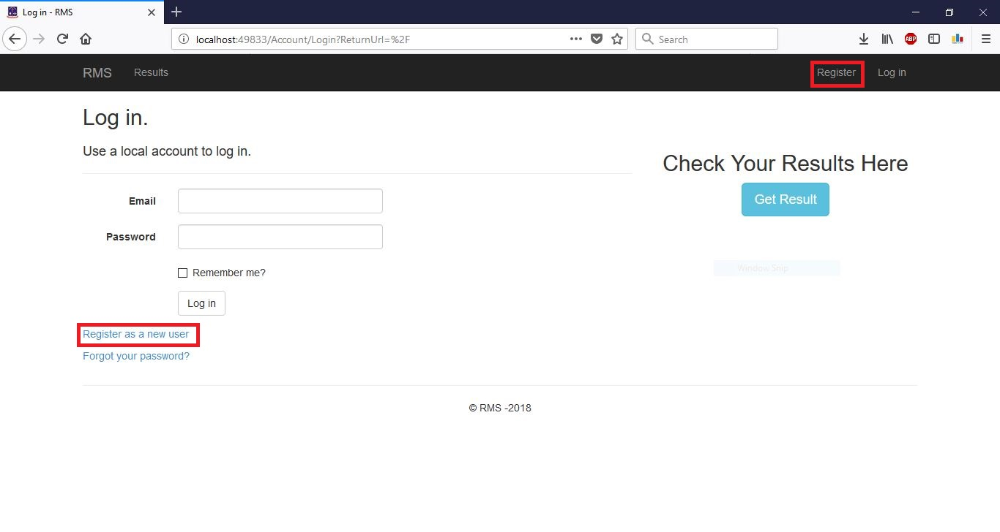 Log in - RMS
localhost:49833/Account/Login?ReturnUrl=%2F
Search
ABP
RMS Results Register Log in
Log in.
Use a local account to log in.
Check Your Results Here
Get Result
Email
Password
Window Snip
Remember me?
Log in
Register as a new user
Forgot your password?
© RMS -2018